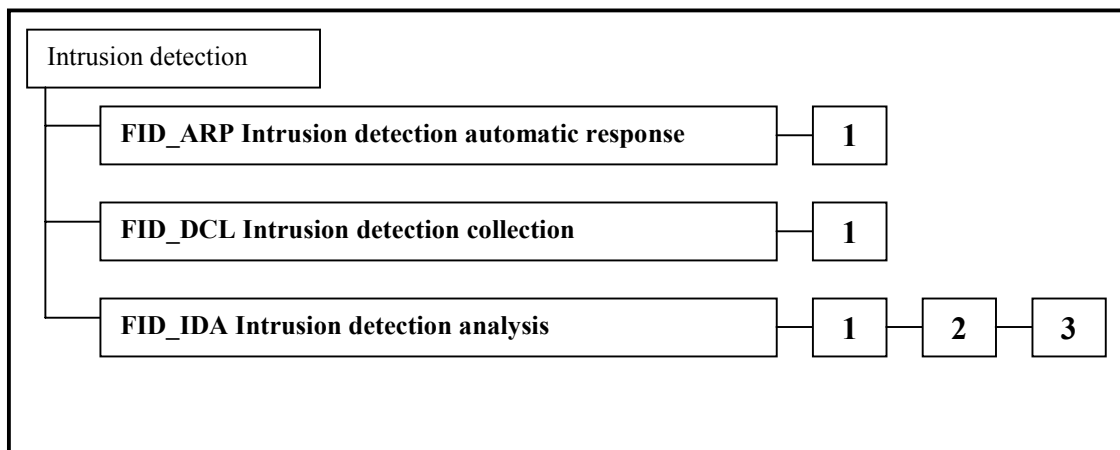 Intrusion detection
FID_ARP Intrusion detection automatic response 1
FID_DCL Intrusion detection collection 1
FID_IDA Intrusion detection analysis 1 2 3